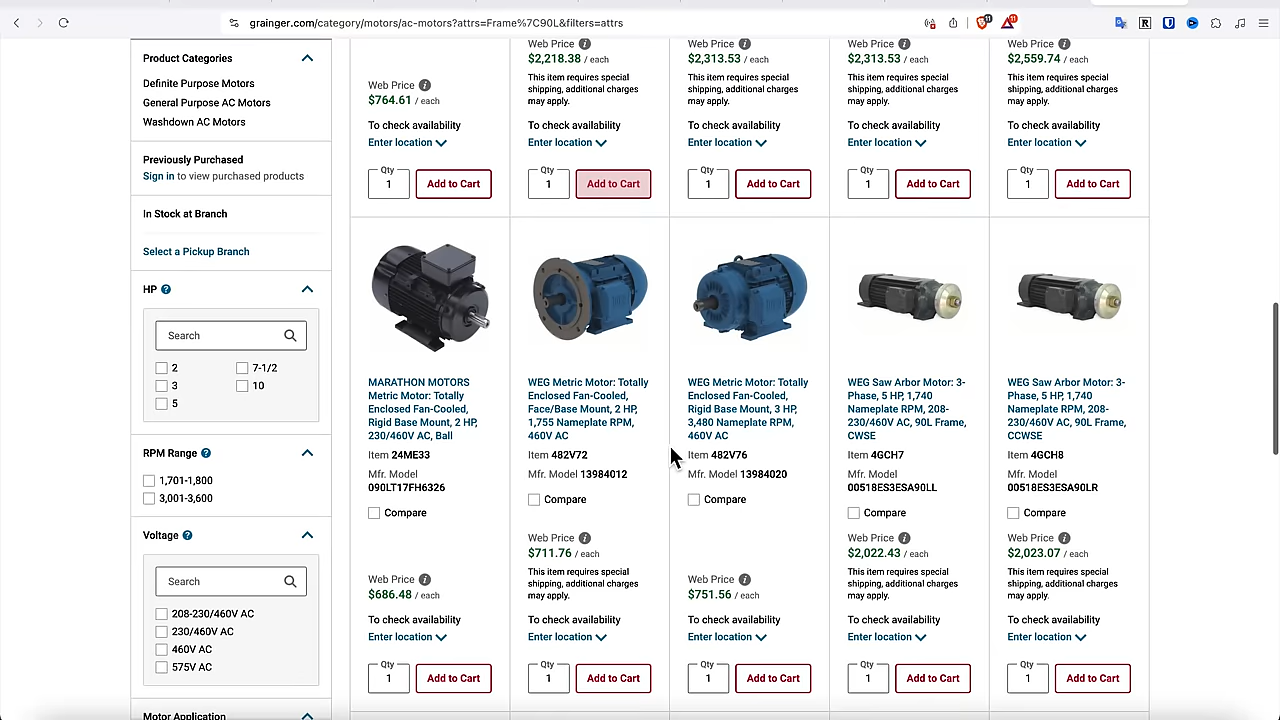 grainger.com/category/motors/ac-motors?attrs=Frame%7C90L&filters=attrs
11
11
Product Categories
Definite Purpose Motors
General Purpose AC Motors
Washdown AC Motors
Previously Purchased
Sign in to view purchased products
In Stock at Branch
Select a Pickup Branch
HP
Search
2
7-1/2
3
10
5
RPM Range
1,701-1,800
3,001-3,600
Voltage
Search
208-230/460V AC
230/460V AC
460V AC
575V AC
Motor Application
Web Price
$764.61 / each
To check availability
Enter location
Qty
1
Add to Cart
Web Price
$2,218.38 / each
This item requires special
shipping, additional charges
may apply.
To check availability
Enter location
Qty
1
Add to Cart
Web Price
$2,313.53 / each
This item requires special
shipping, additional charges
may apply.
To check availability
Enter location
Qty
1
Add to Cart
Web Price
$2,313.53 / each
This item requires special
shipping, additional charges
may apply.
To check availability
Enter location
Qty
1
Add to Cart
Web Price
$2,559.74 / each
This item requires special
shipping, additional charges
may apply.
To check availability
Enter location
Qty
1
Add to Cart
MARATHON MOTORS
Metric Motor: Totally
Enclosed Fan-Cooled,
Rigid Base Mount, 2 HP,
230/460V AC, Ball
Item 24ME33
Mfr. Model
090LT17FH6326
Compare
Web Price
$686.48 / each
To check availability
Enter location
Qty
1
Add to Cart
WEG Metric Motor: Totally
Enclosed Fan-Cooled,
Face/Base Mount, 2 HP,
1,755 Nameplate RPM,
460V AC
Item 482V72
Mfr. Model 13984012
Compare
Web Price
$711.76 / each
This item requires special
shipping, additional charges
may apply.
To check availability
Enter location
Qty
1
Add to Cart
WEG Metric Motor: Totally
Enclosed Fan-Cooled,
Rigid Base Mount, 3 HP,
3,480 Nameplate RPM,
460V AC
Item 482V76
Mfr. Model 13984020
Compare
Web Price
$751.56 / each
To check availability
Enter location
Qty
1
Add to Cart
WEG Saw Arbor Motor: 3-
Phase, 5 HP, 1,740
Nameplate RPM, 208-
230/460V AC, 90L Frame,
CWSE
Item 4GCH7
Mfr. Model
00518ES3ESA90LL
Compare
Web Price
$2,022.43 / each
This item requires special
shipping, additional charges
may apply.
To check availability
Enter location
Qty
1
Add to Cart
WEG Saw Arbor Motor: 3-
Phase, 5 HP, 1,740
Nameplate RPM, 208-
230/460V AC, 90L Frame,
CCWSE
Item 4GCH8
Mfr. Model
00518ES3ESA90LR
Compare
Web Price
$2,023.07 / each
This item requires special
shipping, additional charges
may apply.
To check availability
Enter location
Qty
1
Add to Cart